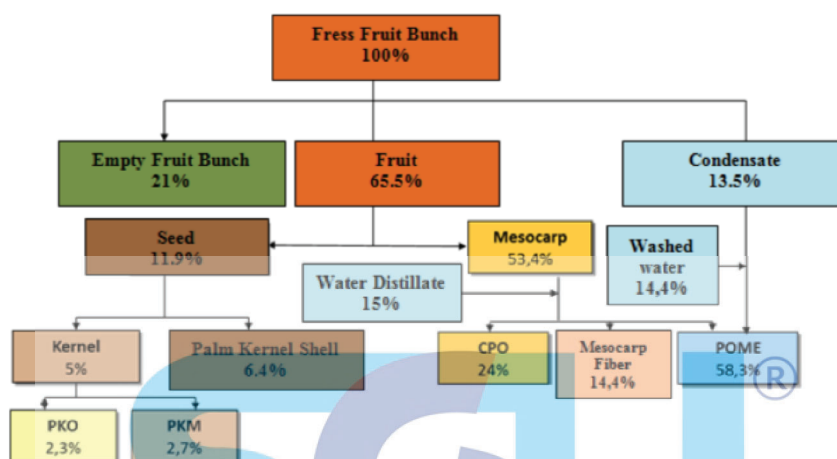 Fress Fruit Bunch
100%
Empty Fruit Bunch
21%
Fruit
65.5%
Condensate
13.5%
Seed
11.9%
Mesocarp
53,4%
Washed
water
14,4%
Water Distillate
15%
Kernel
5%
Palm Kernel Shell
6.4%
CPO
24%
Mesocarp
Fiber
14,4%
POME
58,3%
®
PKO
2,3%
PKM
2,7%